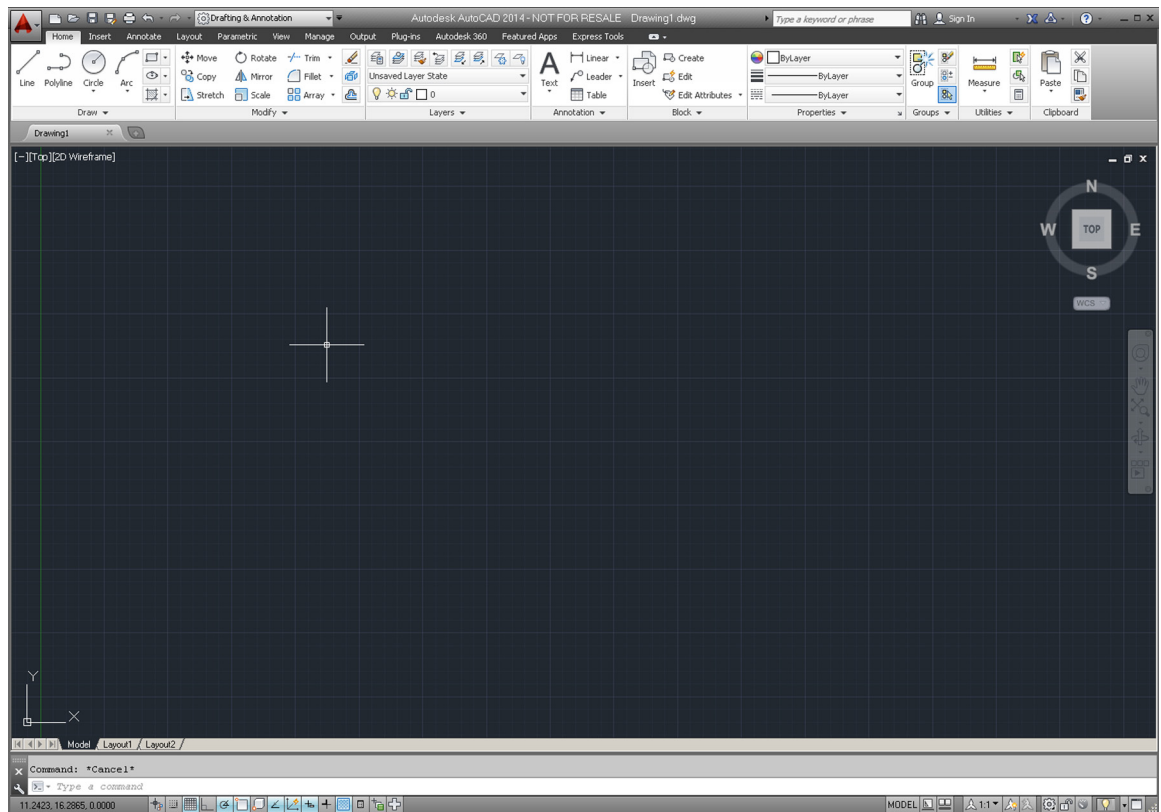 Drafting & Annotation
Autodesk AutoCAD 2014 - NOT FOR RESALE Drawing1.dwg
Type a keyword or phrase
Sign In
Home Insert Annotate Layout Parametric View Manage Output Plug-ins Autodesk 360 Featured Apps Express Tools
Line Polyline Circle Arc
Move Rotate Trim
Copy Mirror Fillet
Stretch Scale Array
Unsaved Layer State
0
Text
Linear
Leader
Table
Insert
Create
Edit
Edit Attributes
ByLayer
ByLayer
ByLayer
Group
Measure
Paste
Draw Modify Layers Annotation Block Properties Groups Utilities Clipboard
Drawing1
[−][Top][2D Wireframe]
N
W TOP E
S
WCS
Y
X
Model Layout1 Layout2
Command: *Cancel*
Type a command
11.2423, 16.2865, 0.0000
MODEL
1:1